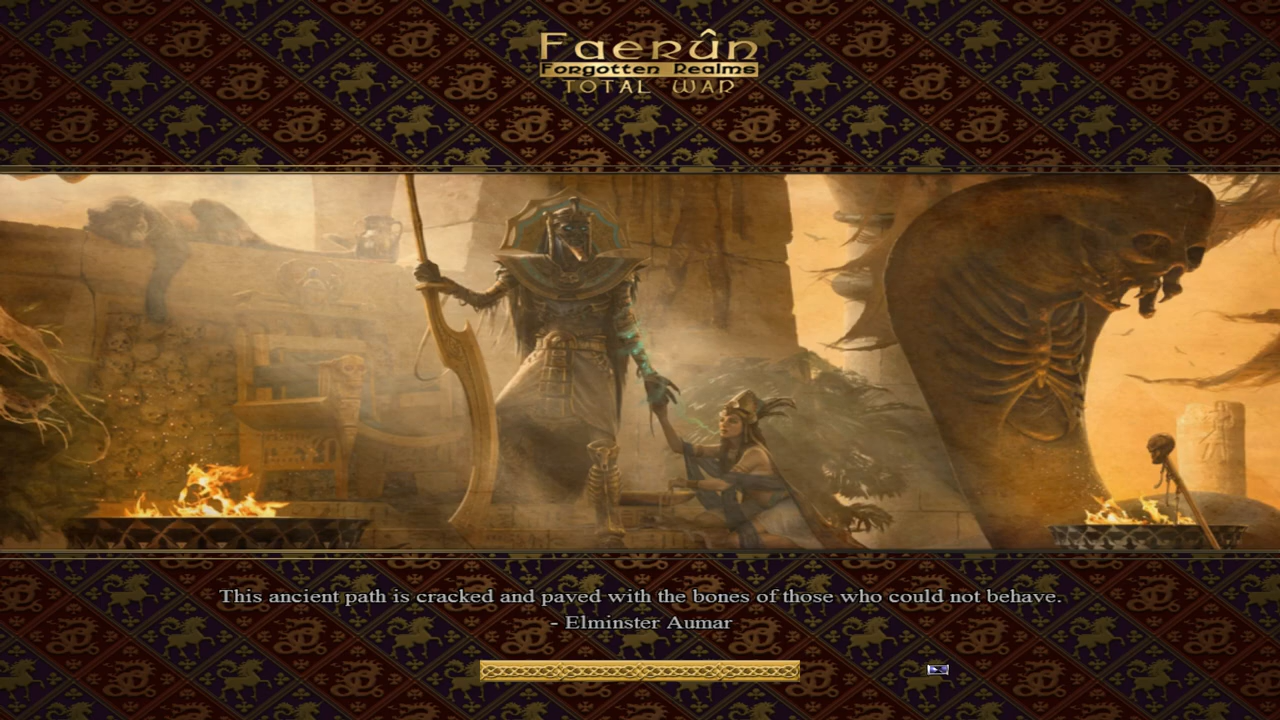 Faerûn
Forgotten Realms
TOTAL WAR
This ancient path is cracked and paved with the bones of those who could not behave.
- Elminster Aumar